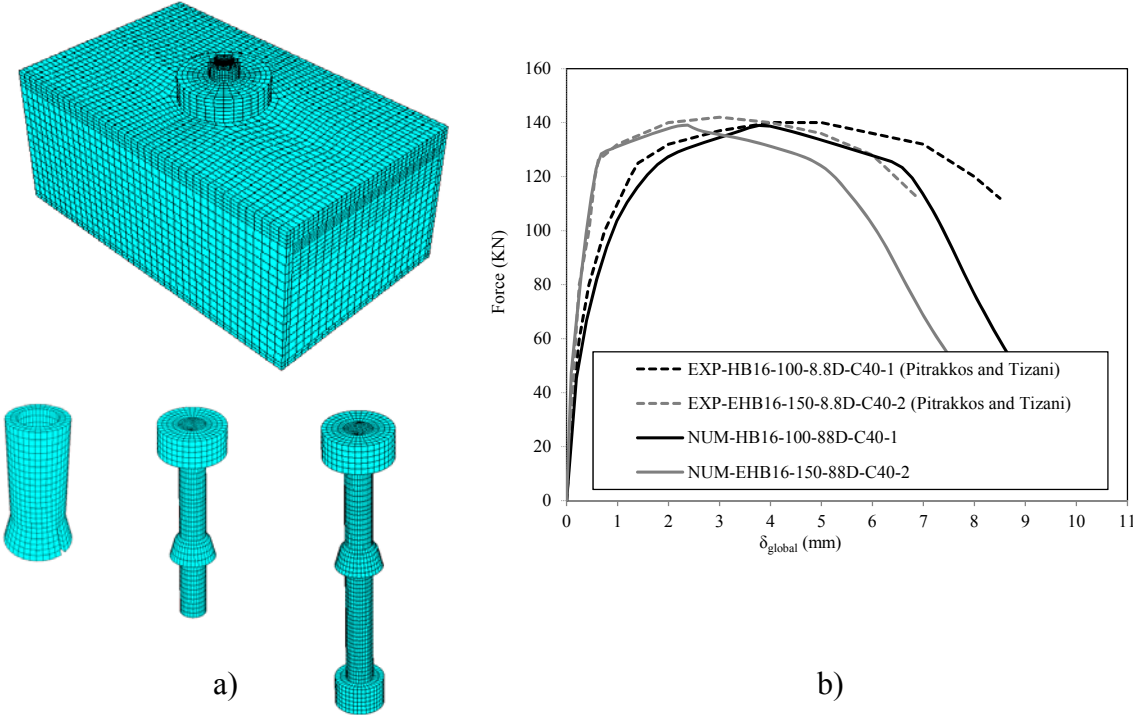 160
140
120
100
80
60
40
20
0
Force (KN)
EXP-HB16-100-8.8D-C40-1 (Pitrakkos and Tizani)
EXP-EHB16-150-8.8D-C40-2 (Pitrakkos and Tizani)
NUM-HB16-100-88D-C40-1
NUM-EHB16-150-88D-C40-2
0 1 2 3 4 5 6 7 8 9 10 11
δglobal (mm)
a)
b)